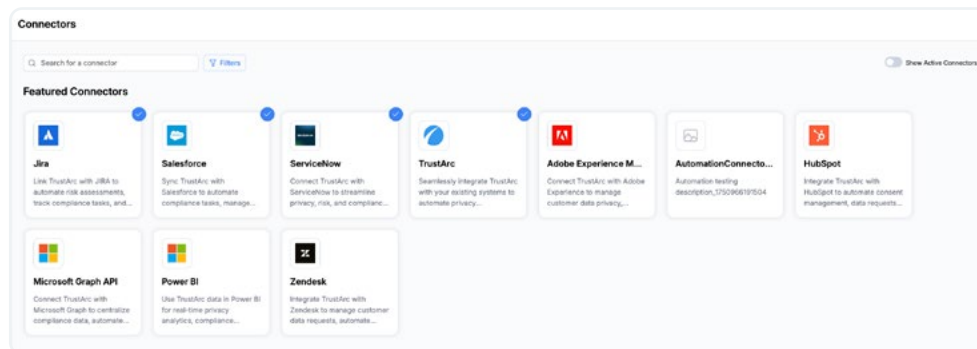 Connectors
Search for a connector
Filters
Show Active Connectors
Featured Connectors
Jira
Link TrustArc with JIRA to
automate risk assessments,
track compliance tasks, and...
Salesforce
Sync TrustArc with
Salesforce to automate
compliance tasks, manage...
ServiceNow
Connect TrustArc with
ServiceNow to streamline
privacy, risk, and complianc...
TrustArc
Seamlessly integrate TrustArc
with your existing systems to
automate privacy...
Adobe Experience M...
Connect TrustArc with Adobe
Experience to manage
customer data privacy,...
AutomationConnecto...
Automation testing
description_1750966191504
HubSpot
Integrate TrustArc with
HubSpot to automate consent
management, data requests...
Microsoft Graph API
Connect TrustArc with
Microsoft Graph to centralize
compliance data, automate...
Power BI
Use TrustArc data in Power BI
for real-time privacy
analytics, compliance...
Zendesk
Integrate TrustArc with
Zendesk to manage customer
data requests, automate...